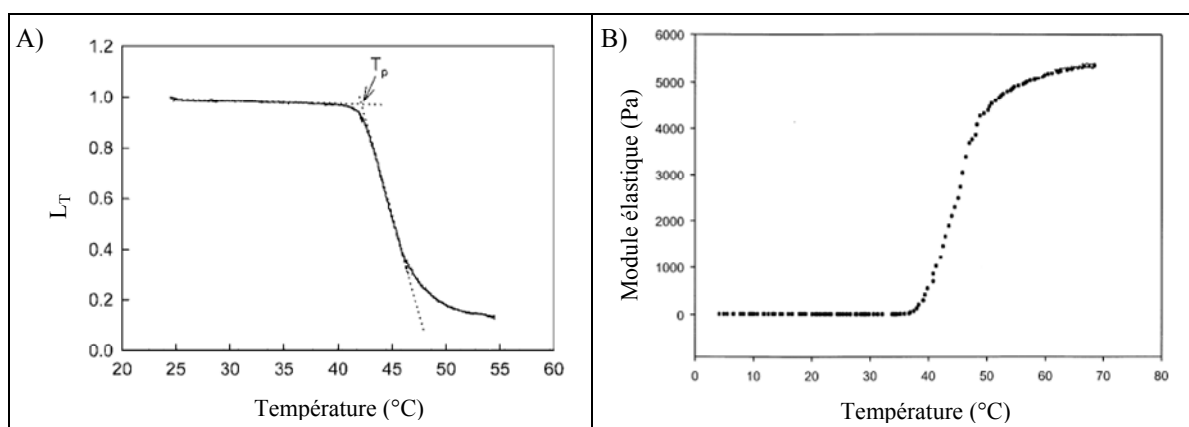 A)
1.2
1.0
0.8
0.6
0.4
0.2
0.0
L_T
T_p
20 25 30 35 40 45 50 55 60
Température (°C)
B)
6000
5000
4000
3000
2000
1000
0
Module élastique (Pa)
0 10 20 30 40 50 60 70 80
Température (°C)